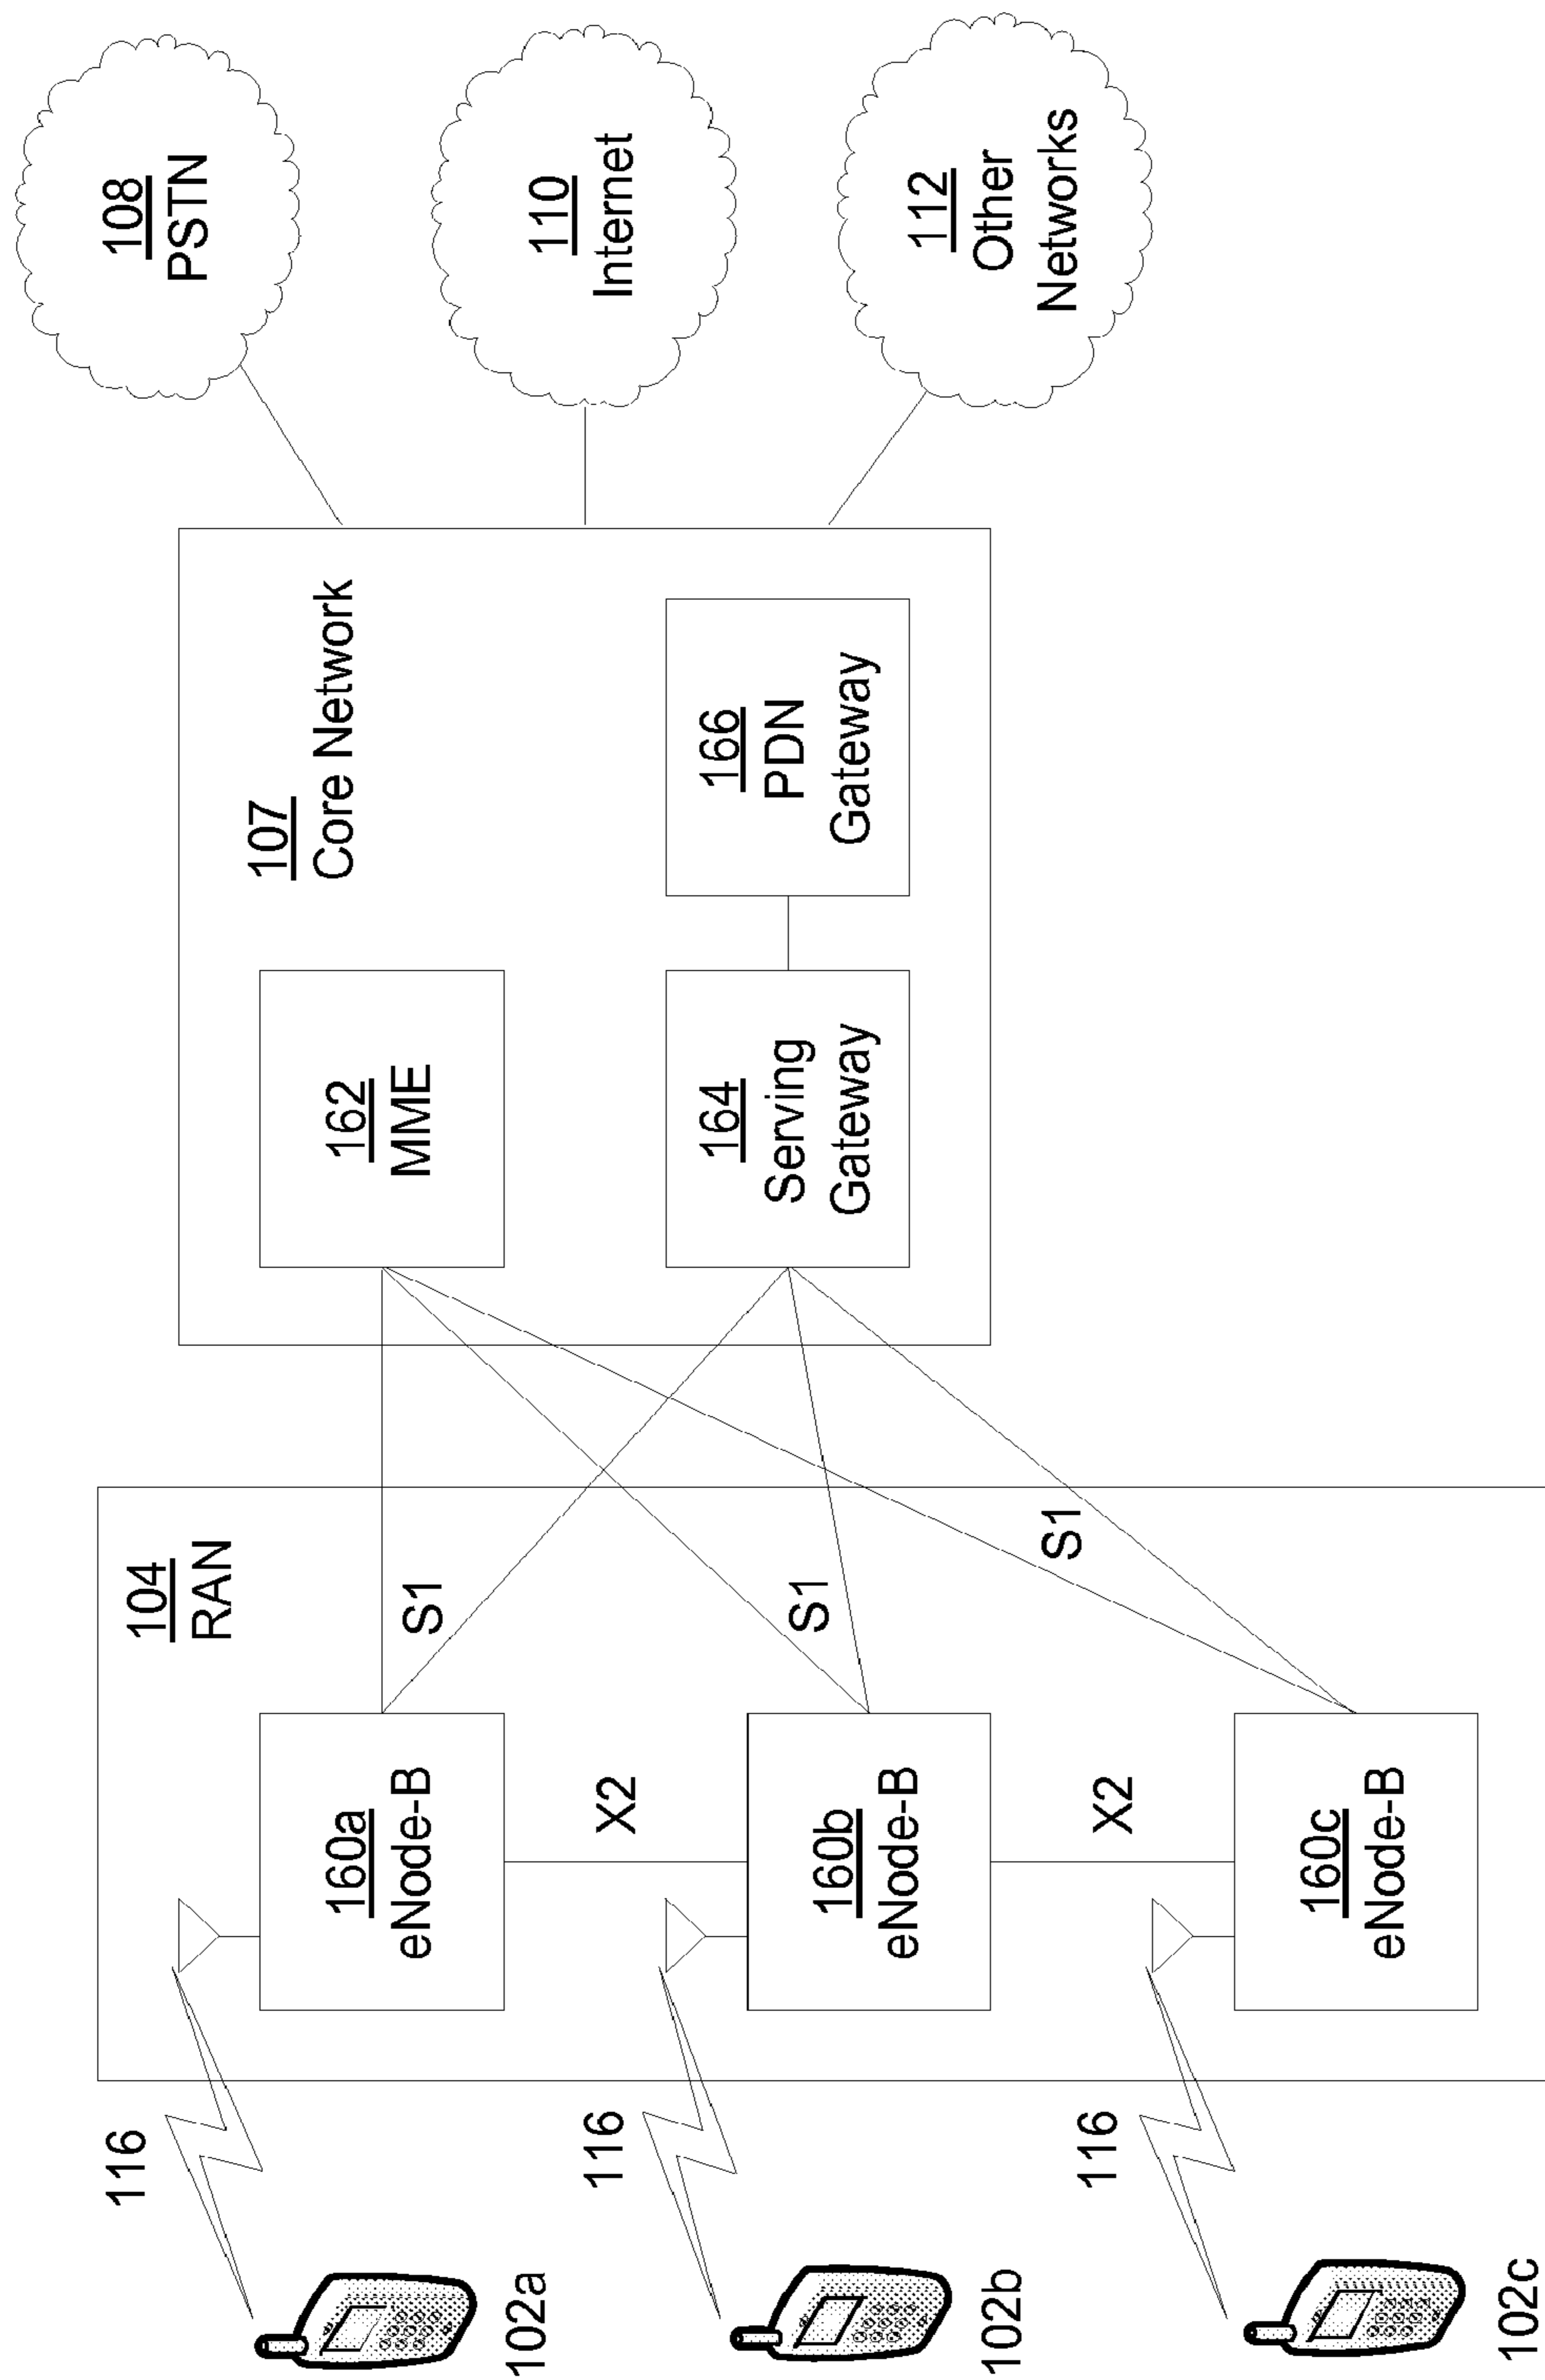 116
102a
116
102b
116
102c
104
RAN
160a
eNode-B
X2
160b
eNode-B
X2
160c
eNode-B
S1
S1
S1
107
Core Network
162
MME
164
Serving
Gateway
166
PDN
Gateway
108
PSTN
110
Internet
112
Other
Networks